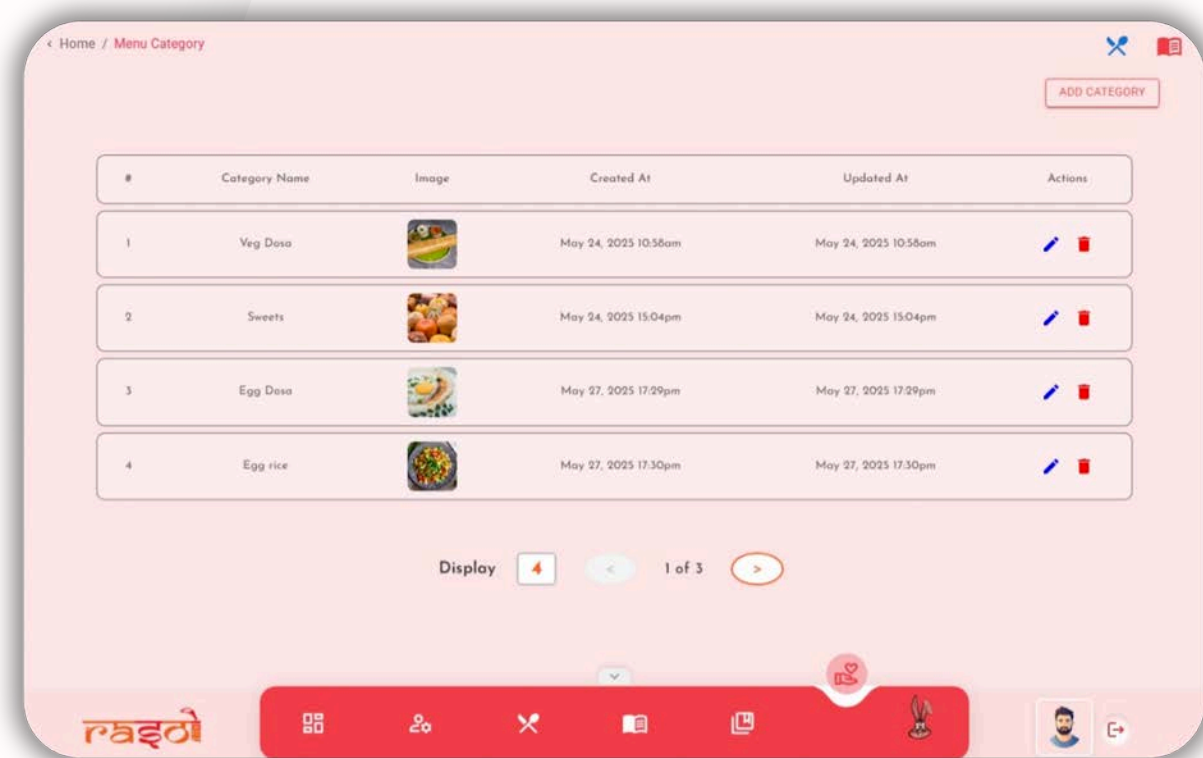 ‹ Home / Menu Category
ADD CATEGORY
# Category Name Image Created At Updated At Actions
1 Veg Dosa May 24, 2025 10:58am May 24, 2025 10:58am
2 Sweets May 24, 2025 15:04pm May 24, 2025 15:04pm
3 Egg Dosa May 27, 2025 17:29pm May 27, 2025 17:29pm
4 Egg rice May 27, 2025 17:30pm May 27, 2025 17:30pm
Display 4 < 1 of 3 >
rasoi